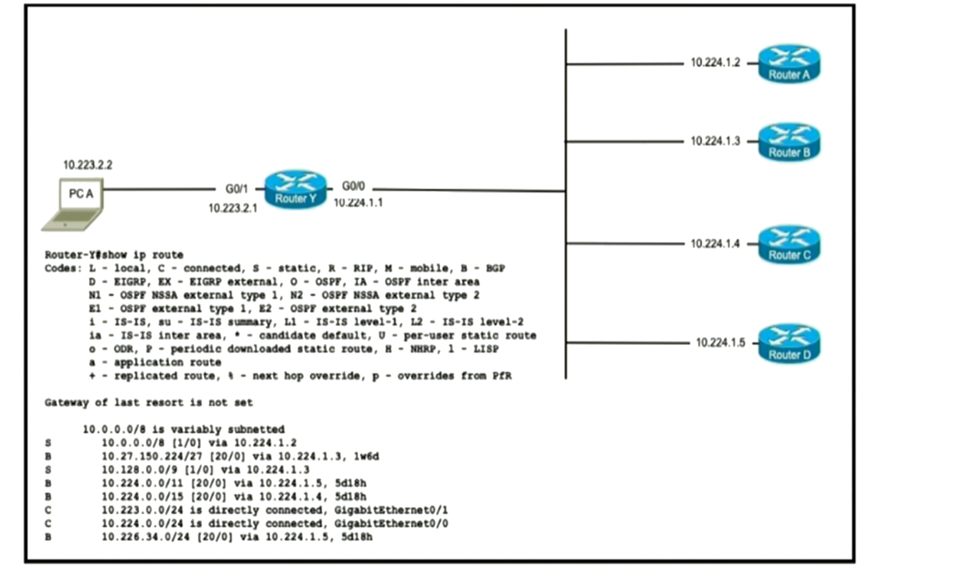 10.224.1.2
Router A
10.224.1.3
Router B
10.223.2.2
PC A
G0/1
10.223.2.1
Router Y
G0/0
10.224.1.1
10.224.1.4
Router C
10.224.1.5
Router D
Router-Y#show ip route
Codes: L - local, C - connected, S - static, R - RIP, M - mobile, B - BGP
D - EIGRP, EX - EIGRP external, O - OSPF, IA - OSPF inter area
N1 - OSPF NSSA external type 1, N2 - OSPF NSSA external type 2
E1 - OSPF external type 1, E2 - OSPF external type 2
i - IS-IS, su - IS-IS summary, L1 - IS-IS level-1, L2 - IS-IS level-2
ia - IS-IS inter area, * - candidate default, U - per-user static route
o - ODR, P - periodic downloaded static route, H - NHRP, l - LISP
a - application route
+ - replicated route, % - next hop override, p - overrides from PfR
Gateway of last resort is not set
10.0.0.0/8 is variably subnetted
S 10.0.0.0/8 [1/0] via 10.224.1.2
B 10.27.150.224/27 [20/0] via 10.224.1.3, 1w6d
S 10.128.0.0/9 [1/0] via 10.224.1.3
B 10.224.0.0/11 [20/0] via 10.224.1.5, 5d18h
B 10.224.0.0/15 [20/0] via 10.224.1.4, 5d18h
C 10.223.0.0/24 is directly connected, GigabitEthernet0/1
C 10.224.0.0/24 is directly connected, GigabitEthernet0/0
B 10.226.34.0/24 [20/0] via 10.224.1.5, 5d18h